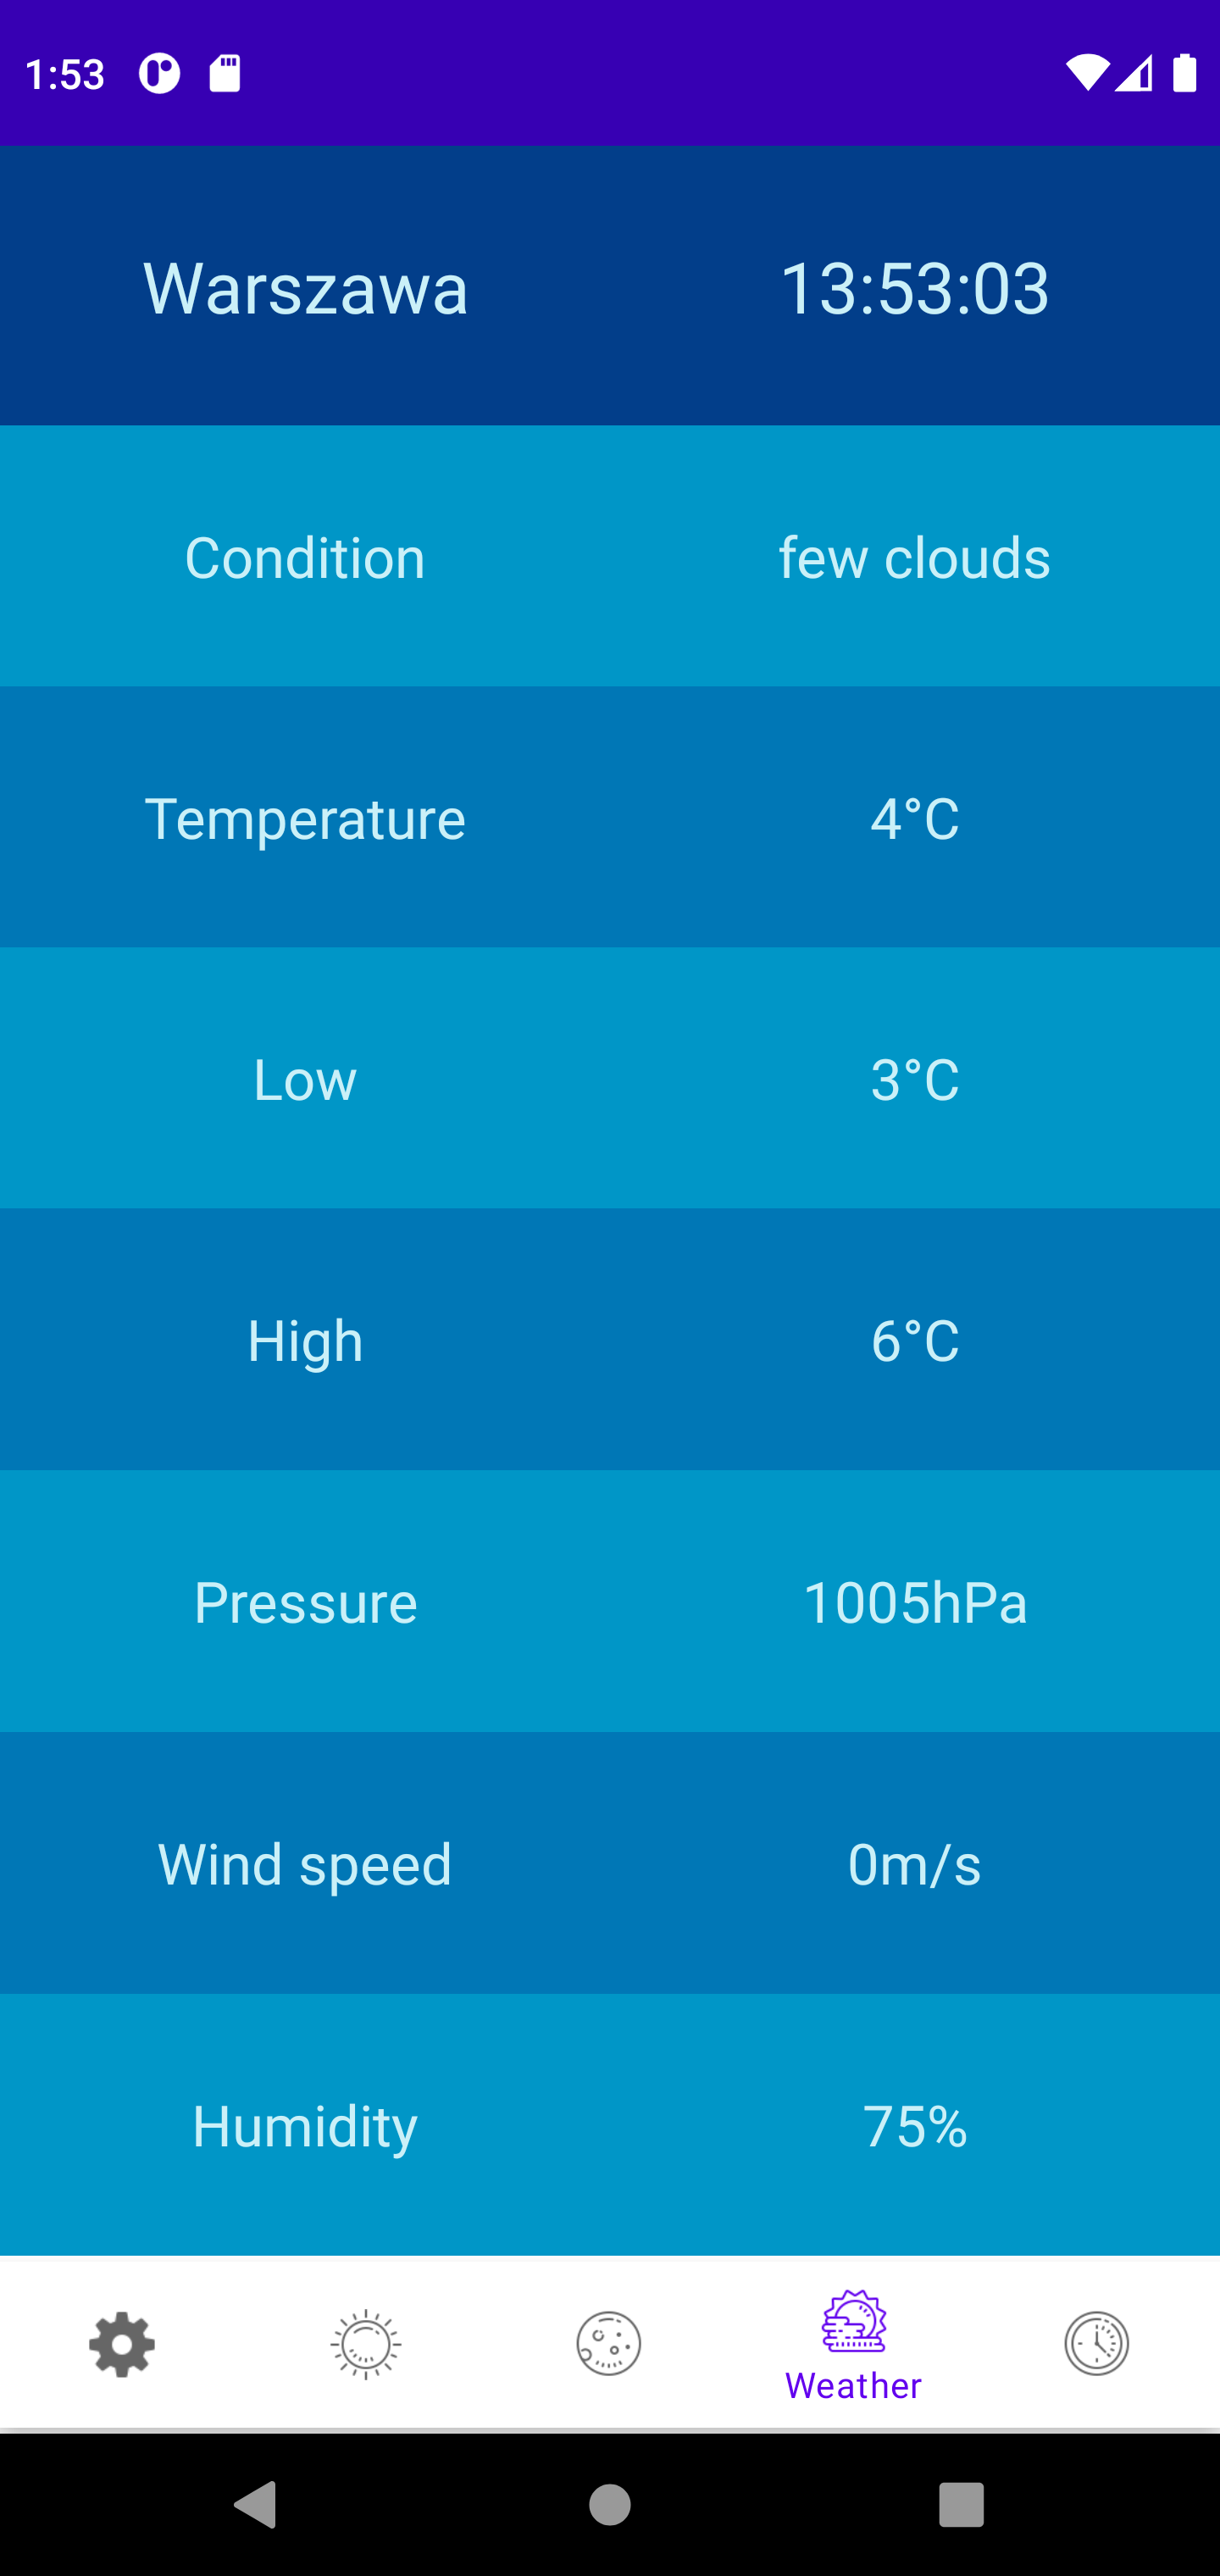 1:53
Warszawa 13:53:03
Condition few clouds
Temperature 4°C
Low 3°C
High 6°C
Pressure 1005hPa
Wind speed 0m/s
Humidity 75%
Weather